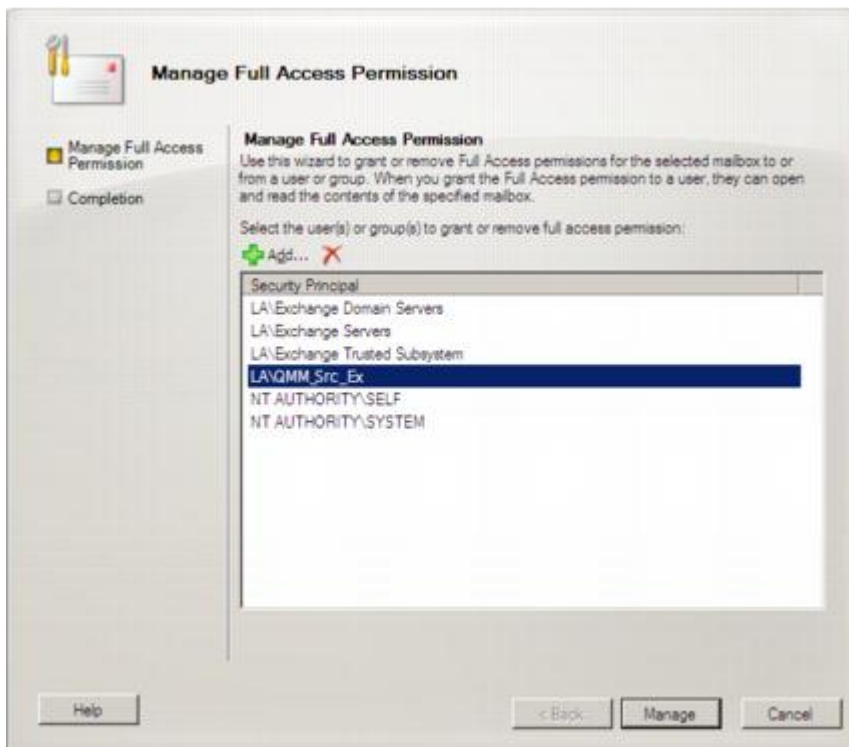 Manage Full Access Permission
Manage Full Access
Permission
Completion
Manage Full Access Permission
Use this wizard to grant or remove Full Access permissions for the selected mailbox to or
from a user or group. When you grant the Full Access permission to a user, they can open
and read the contents of the specified mailbox.
Select the user(s) or group(s) to grant or remove full access permission:
Add...
Security Principal
LA\Exchange Domain Servers
LA\Exchange Servers
LA\Exchange Trusted Subsystem
LA\QMM_Src_Ex
NT AUTHORITY\SELF
NT AUTHORITY\SYSTEM
Help
< Back
Manage
Cancel